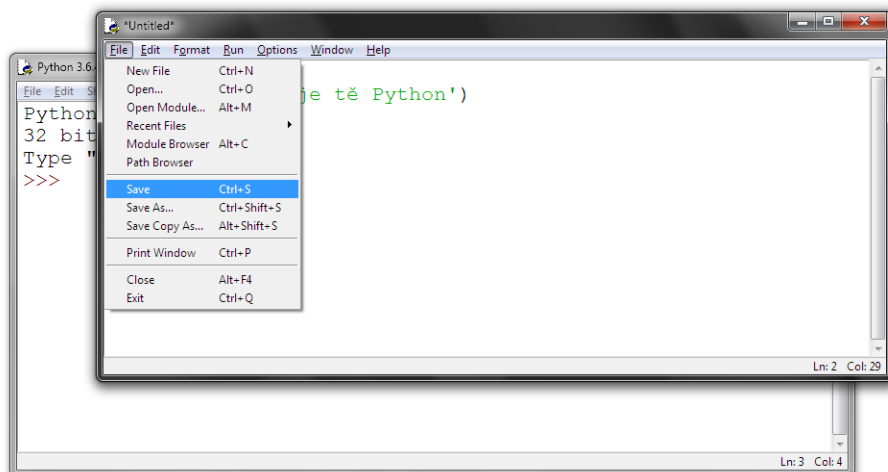 *Untitled*
File Edit Format Run Options Window Help
New File Ctrl+N
Open... Ctrl+O
Open Module... Alt+M
Recent Files
Module Browser Alt+C
Path Browser
Save Ctrl+S
Save As... Ctrl+Shift+S
Save Copy As... Alt+Shift+S
Print Window Ctrl+P
Close Alt+F4
Exit Ctrl+Q
je tě Python')
Ln: 2 Col: 29
Python 3.6.
File Edit
Python
32 bit
Type "
>>>
Ln: 3 Col: 4